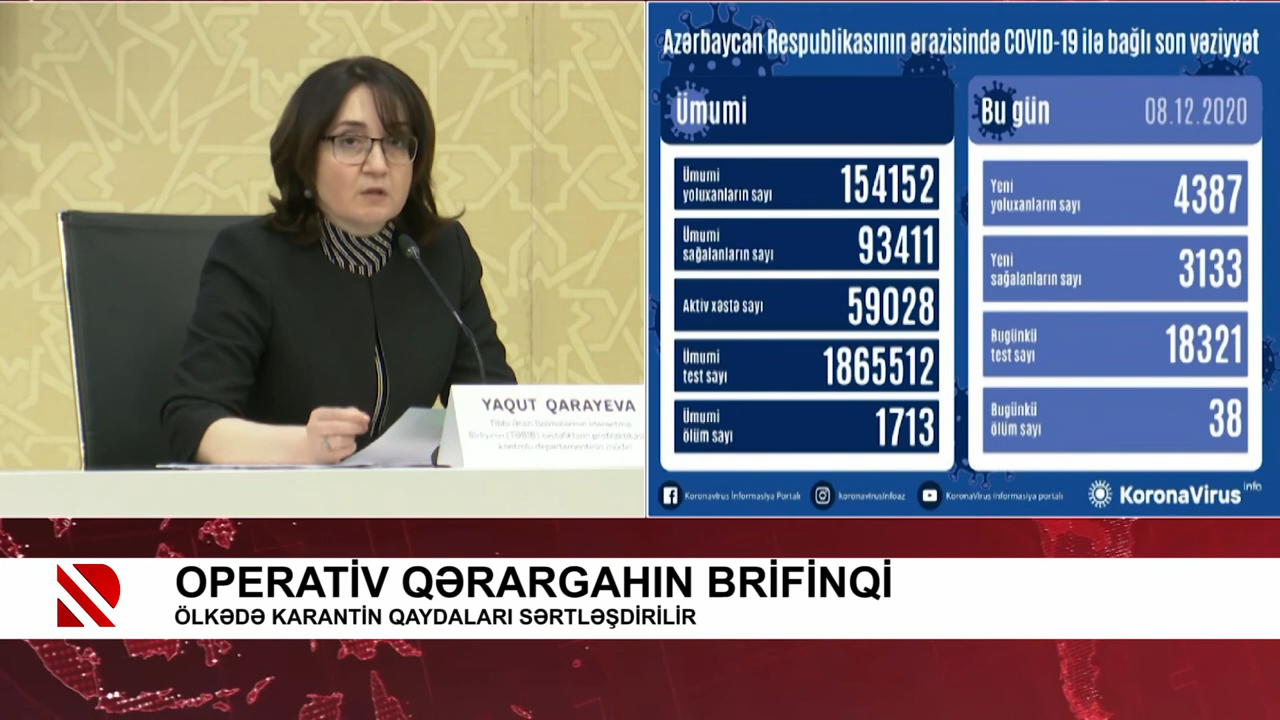 YAQUT QARAYEVA
Azərbaycan Respublikasının ərazisində COVID-19 ilə bağlı son vəziyyət
Ümumi
Ümumi
yoluxanların sayı
154152
Ümumi
sağalanların sayı
93411
Aktiv xəstə sayı
59028
Ümumi
test sayı
1865512
Ümumi
ölüm sayı
1713
Bu gün
08.12.2020
Yeni
yoluxanların sayı
4387
Yeni
sağalanların sayı
3133
Bugünkü
test sayı
18321
Bugünkü
ölüm sayı
38
Koronavirus İnformasiya Portalı
koronavirusinfoaz
KoronaVirus informasiya portalı
KoronaVirus info
OPERATİV QƏRARGAHIN BRİFİNQİ
ÖLKƏDƏ KARANTİN QAYDALARI SƏRTLƏŞDİRİLİR